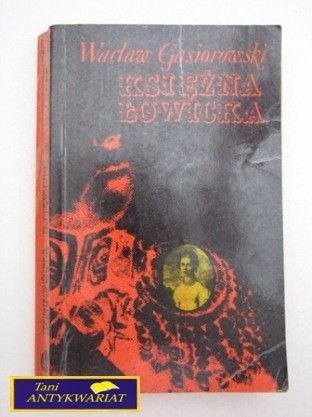 Wacław Gąsiorowski
KSIĘŻNA
ŁOWICKA
Tani
ANTYKWARIAT